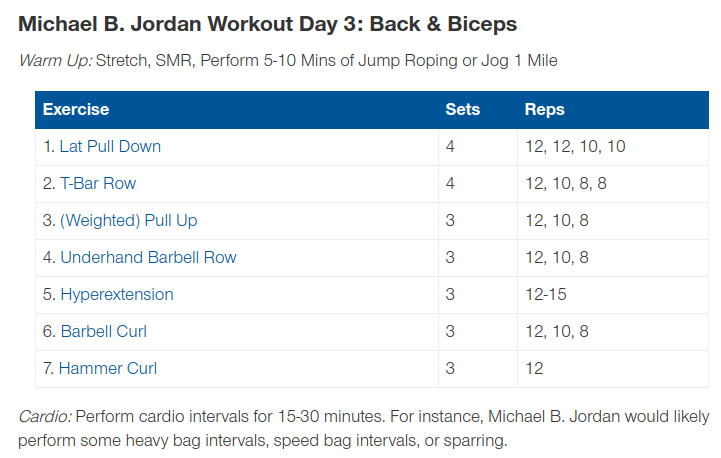 Michael B. Jordan Workout Day 3: Back & Biceps
Warm Up: Stretch, SMR, Perform 5-10 Mins of Jump Roping or Jog 1 Mile
Exercise Sets Reps
1. Lat Pull Down 4 12, 12, 10, 10
2. T-Bar Row 4 12, 10, 8, 8
3. (Weighted) Pull Up 3 12, 10, 8
4. Underhand Barbell Row 3 12, 10, 8
5. Hyperextension 3 12-15
6. Barbell Curl 3 12, 10, 8
7. Hammer Curl 3 12
Cardio: Perform cardio intervals for 15-30 minutes. For instance, Michael B. Jordan would likely
perform some heavy bag intervals, speed bag intervals, or sparring.